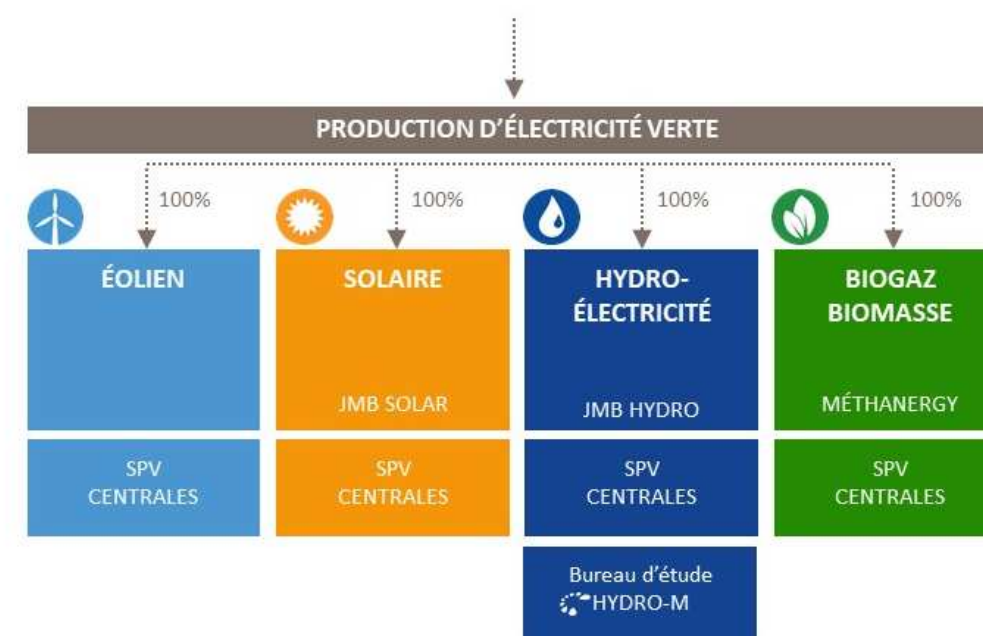 PRODUCTION D'ÉLECTRICITÉ VERTE
100%
100%
100%
100%
ÉOLIEN
SOLAIRE
JMB SOLAR
HYDRO-
ÉLECTRICITÉ
JMB HYDRO
BIOGAZ
BIOMASSE
MÉTHANERGY
SPV
CENTRALES
SPV
CENTRALES
SPV
CENTRALES
SPV
CENTRALES
Bureau d'étude
HYDRO-M